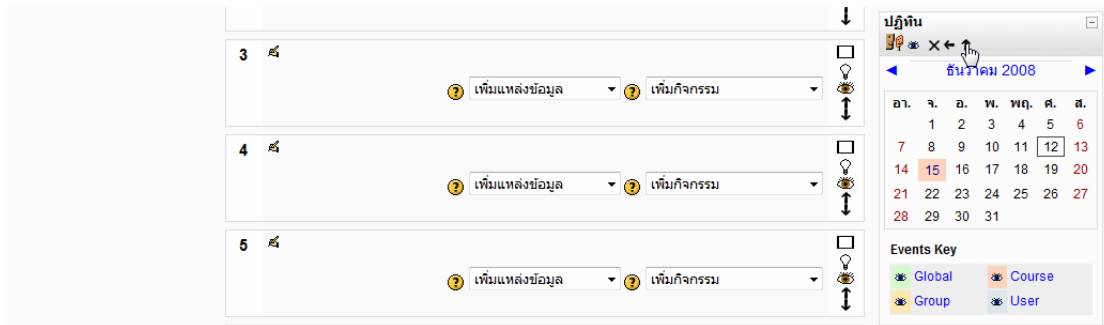 3
เพิ่มแหล่งข้อมูล เพิ่มกิจกรรม
4
เพิ่มแหล่งข้อมูล เพิ่มกิจกรรม
5
เพิ่มแหล่งข้อมูล เพิ่มกิจกรรม
ปฏิทิน
ธันวาคม 2008
อา. จ. อ. พ. พฤ. ศ. ส.
1 2 3 4 5 6
7 8 9 10 11 12 13
14 15 16 17 18 19 20
21 22 23 24 25 26 27
28 29 30 31
Events Key
Global Course
Group User